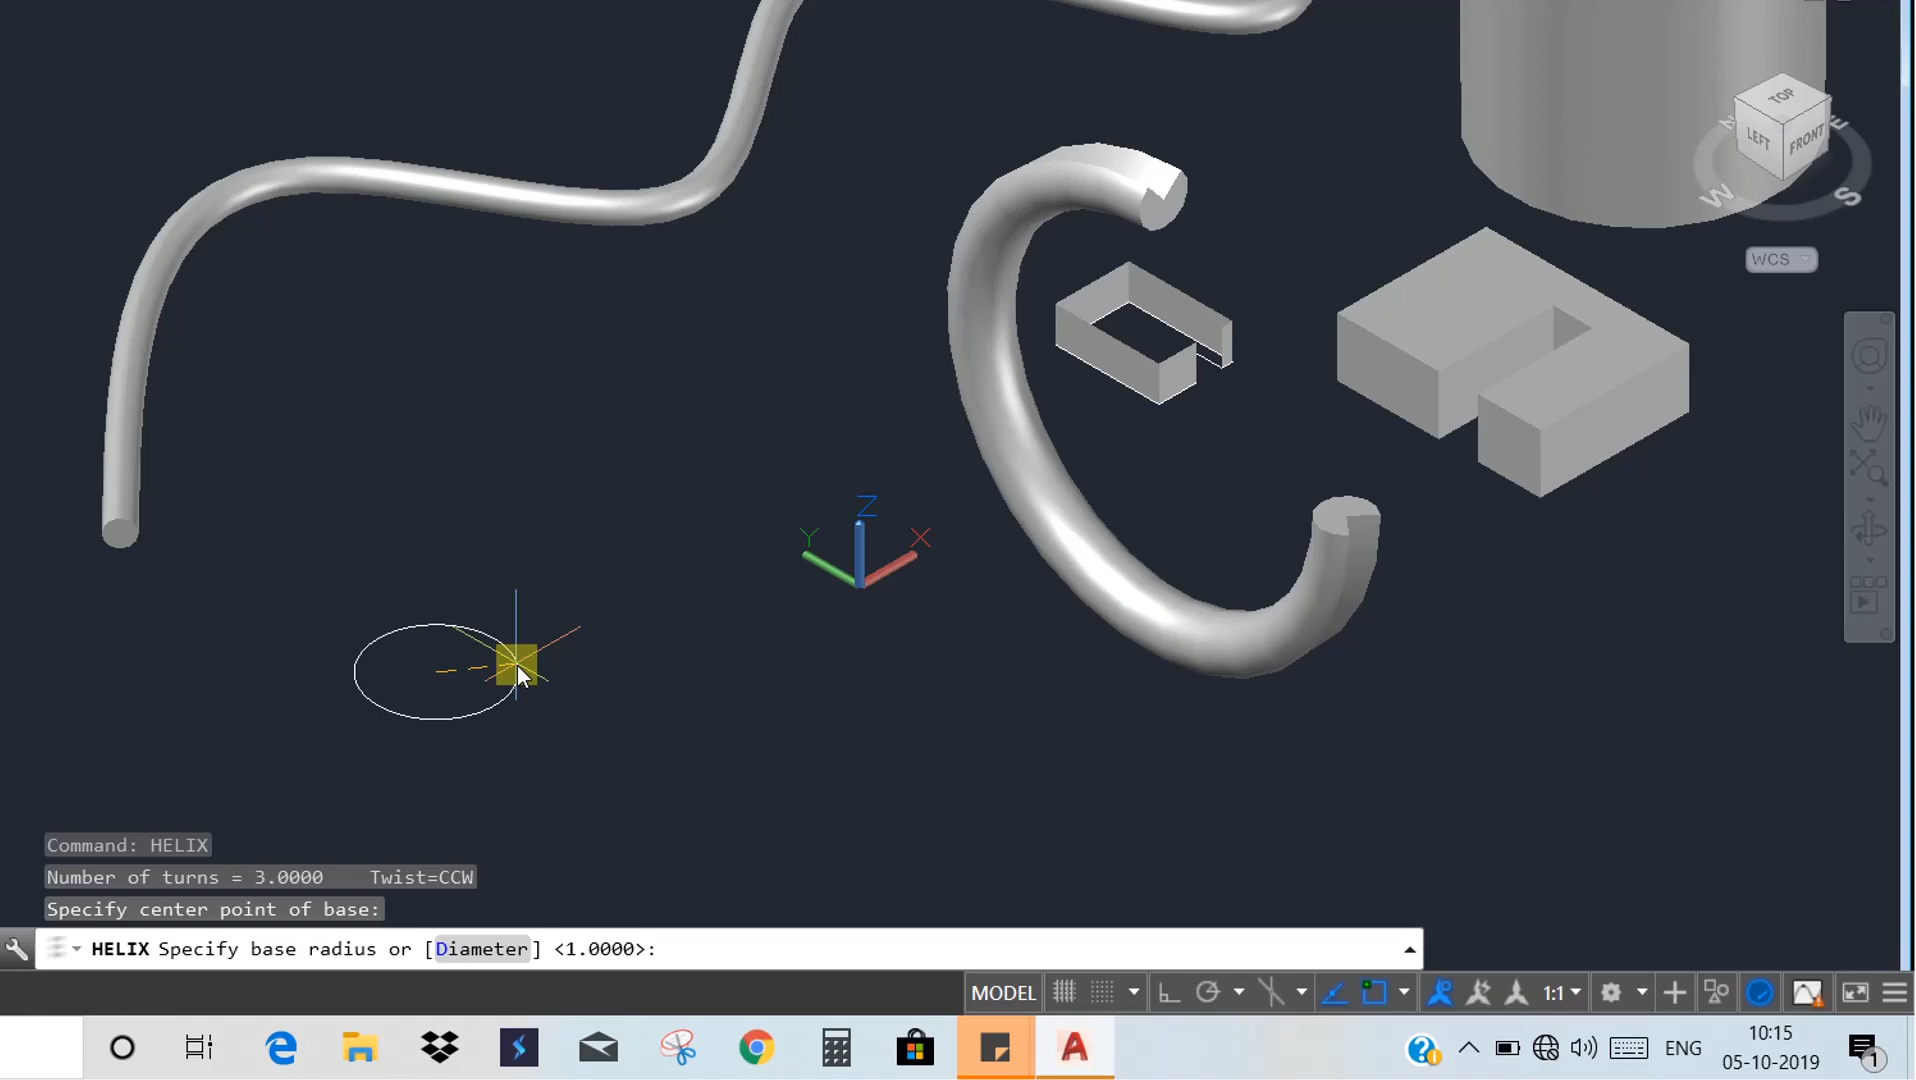 TOP
LEFT
FRONT
N
E
W
S
WCS
Z
Y
X
Command: HELIX
Number of turns = 3.0000    Twist=CCW
Specify center point of base:
HELIX Specify base radius or [Diameter] <1.0000>:
MODEL
1:1
A
ENG
10:15
05-10-2019
1